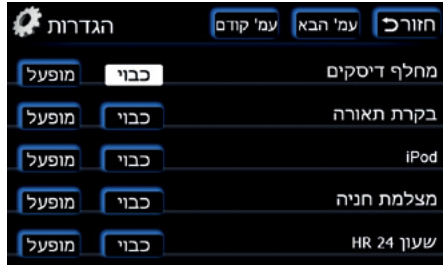 חזור עמ' הבא עמ' קודם הגדרות
מחלף דיסקים כבוי מופעל
בקרת תאורה כבוי מופעל
iPod כבוי מופעל
מצלמת חניה כבוי מופעל
שעון 24 HR כבוי מופעל